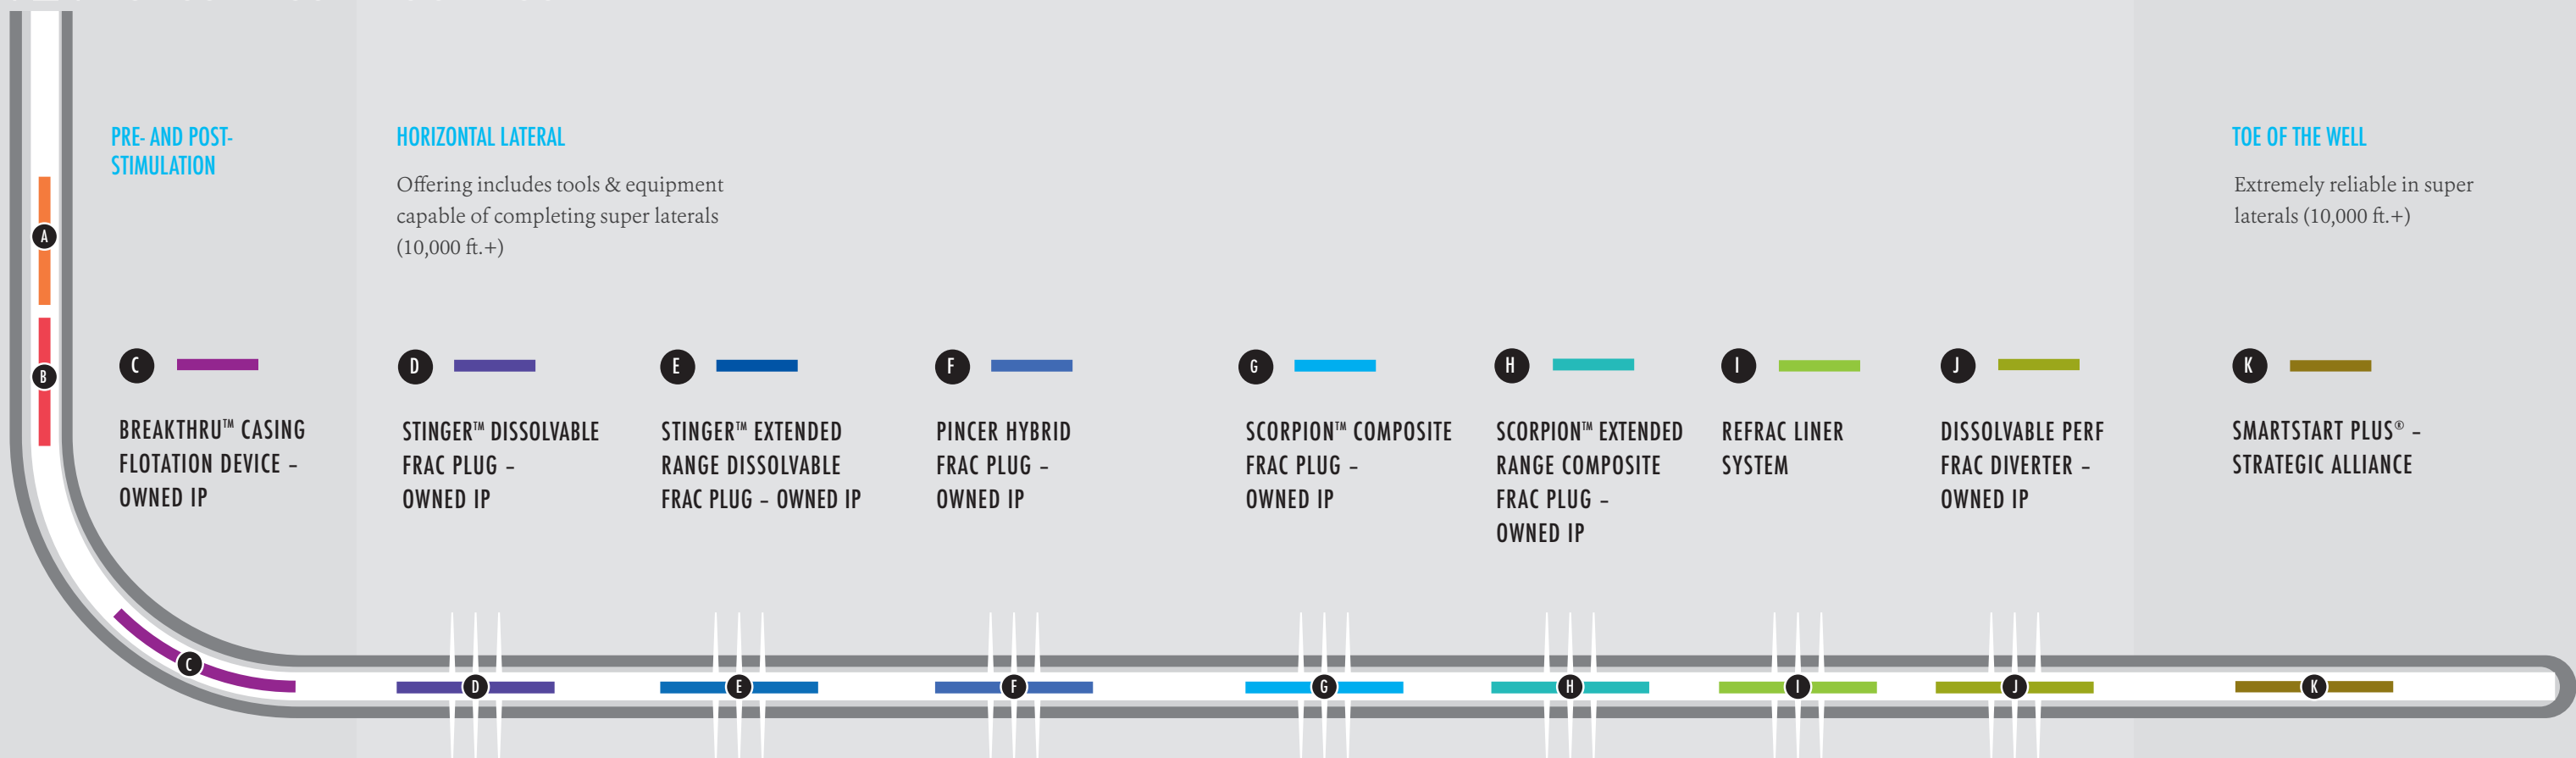 PRE- AND POST-
STIMULATION
HORIZONTAL LATERAL
Offering includes tools & equipment
capable of completing super laterals
(10,000 ft.+)
TOE OF THE WELL
Extremely reliable in super
laterals (10,000 ft.+)
A
B
C
BREAKTHRU™ CASING
FLOTATION DEVICE –
OWNED IP
D
STINGER™ DISSOLVABLE
FRAC PLUG –
OWNED IP
E
STINGER™ EXTENDED
RANGE DISSOLVABLE
FRAC PLUG – OWNED IP
F
PINCER HYBRID
FRAC PLUG –
OWNED IP
G
SCORPION™ COMPOSITE
FRAC PLUG –
OWNED IP
H
SCORPION™ EXTENDED
RANGE COMPOSITE
FRAC PLUG –
OWNED IP
I
REFRAC LINER
SYSTEM
J
DISSOLVABLE PERF
FRAC DIVERTER –
OWNED IP
K
SMARTSTART PLUS® –
STRATEGIC ALLIANCE
C
D
E
F
G
H
I
J
K